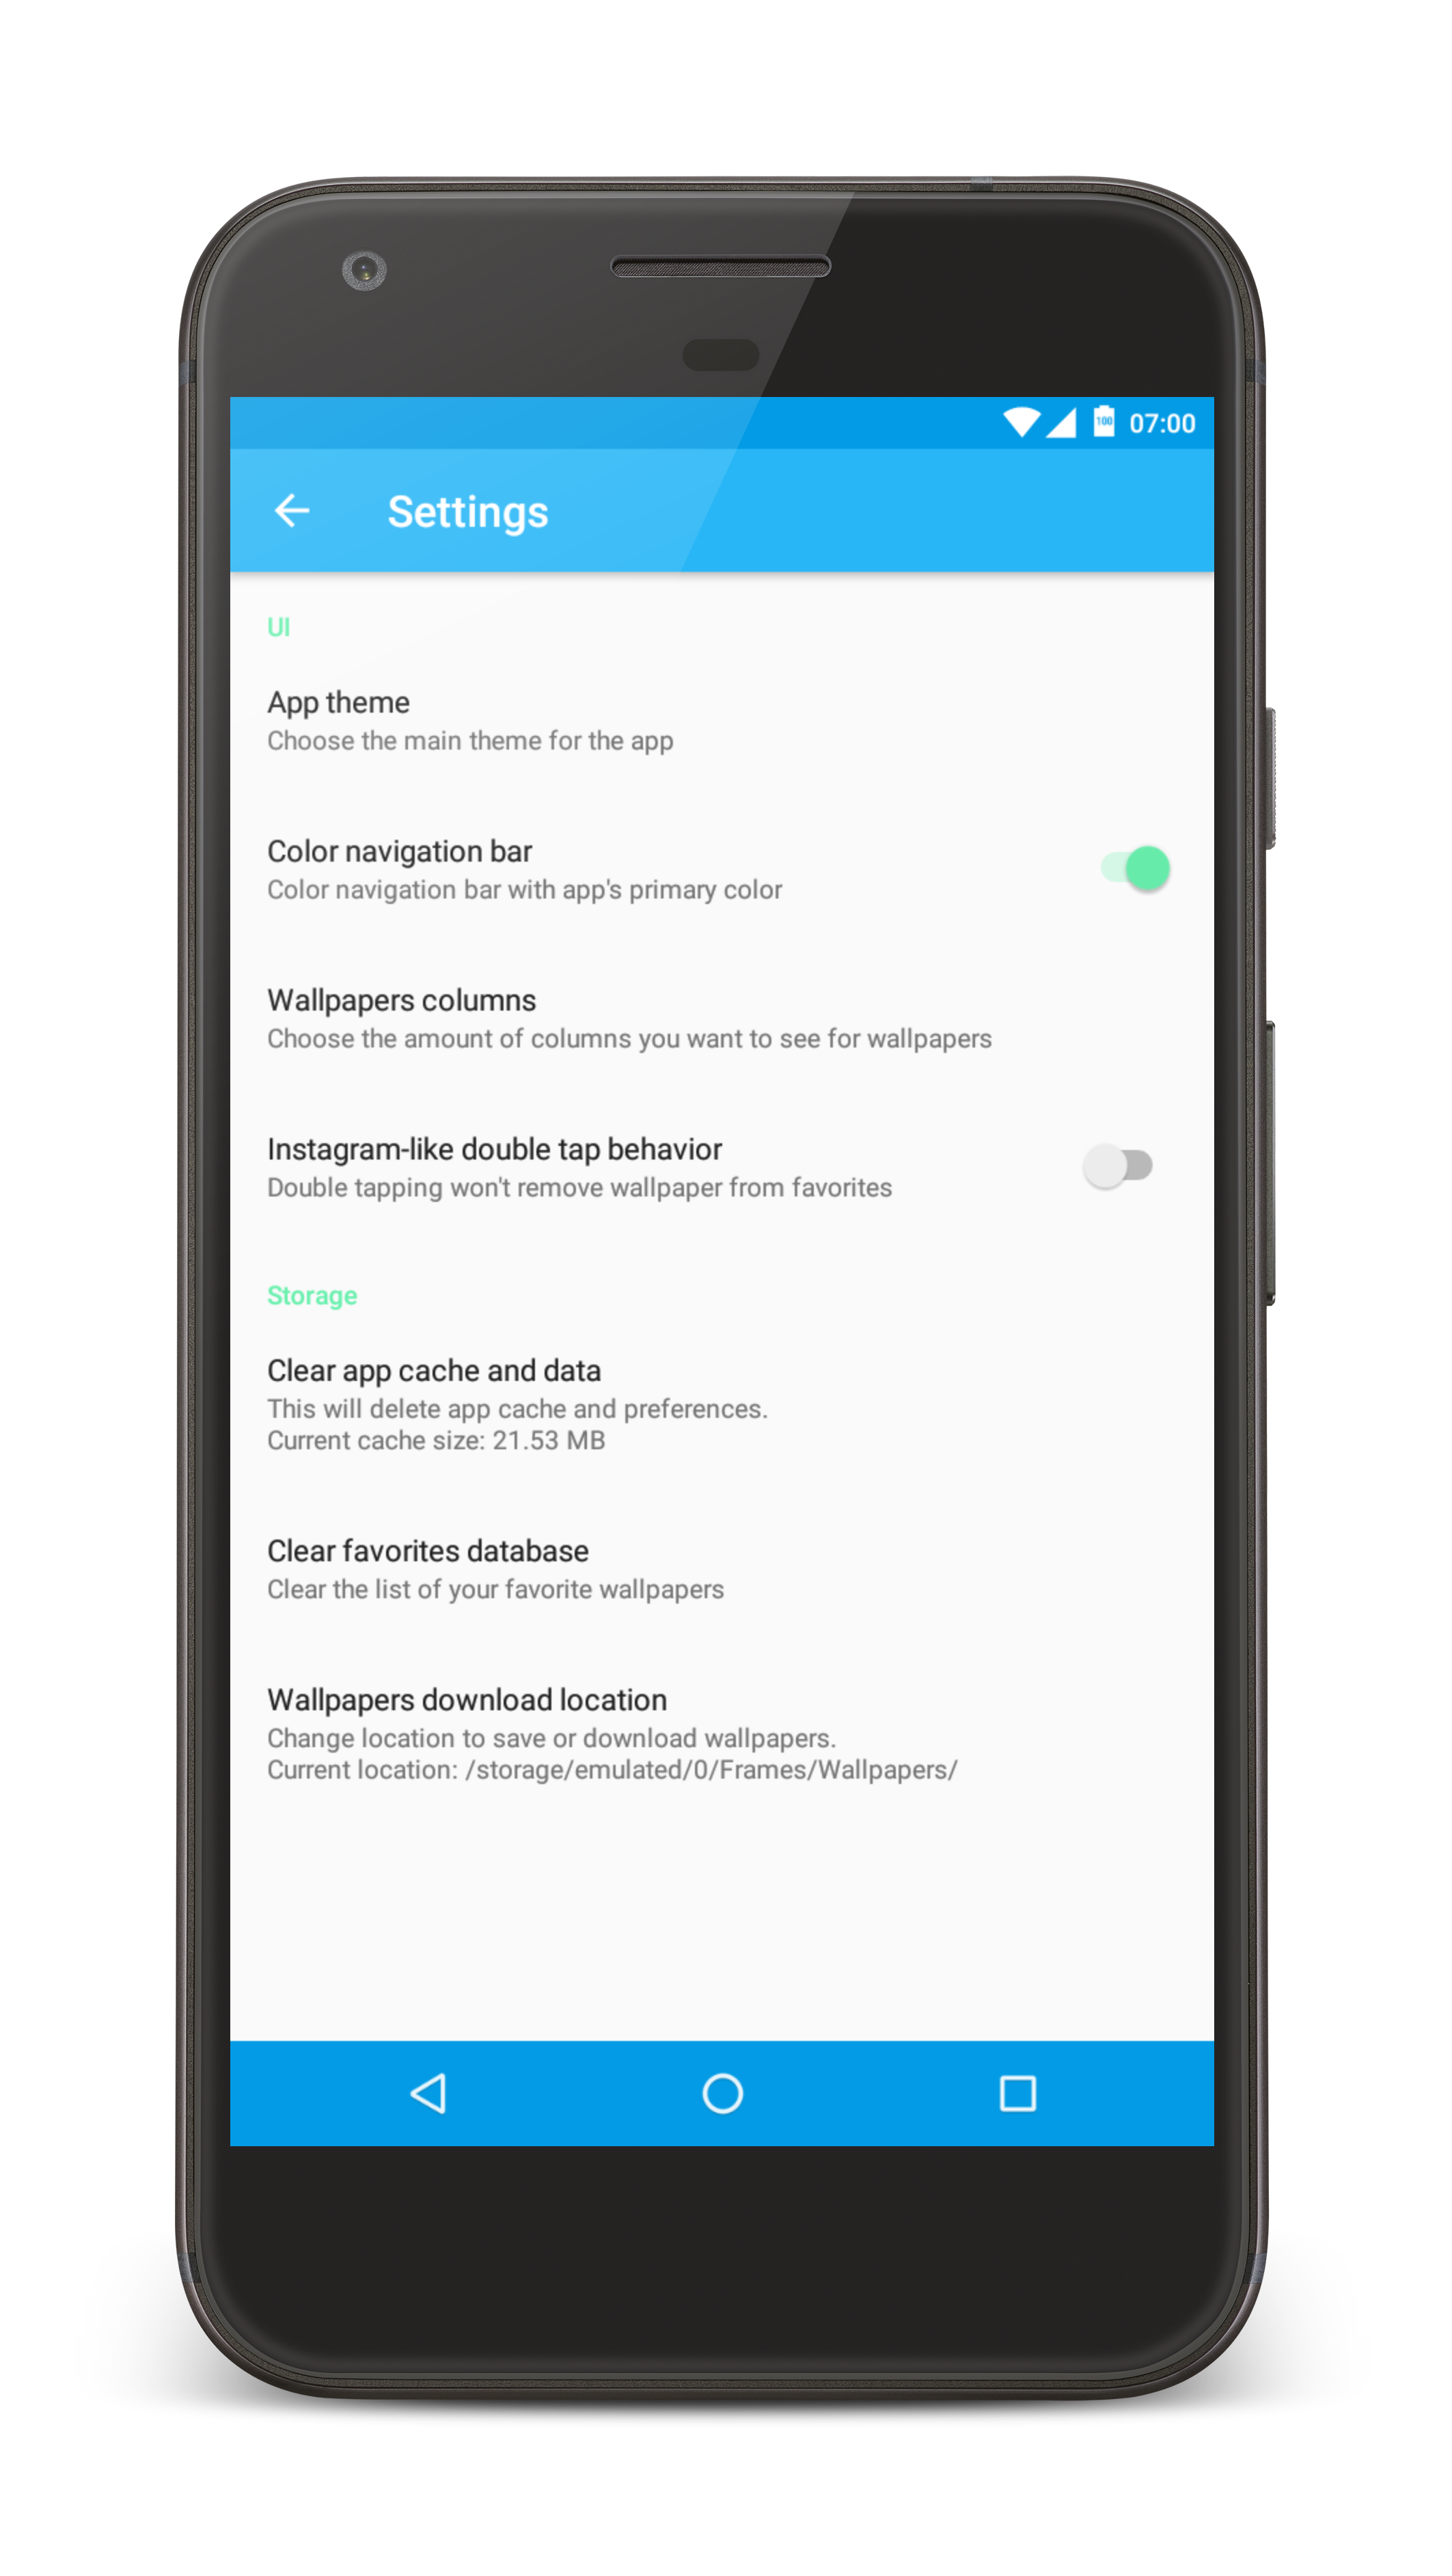 100 07:00
Settings
UI
App theme
Choose the main theme for the app
Color navigation bar
Color navigation bar with app's primary color
Wallpapers columns
Choose the amount of columns you want to see for wallpapers
Instagram-like double tap behavior
Double tapping won't remove wallpaper from favorites
Storage
Clear app cache and data
This will delete app cache and preferences.
Current cache size: 21.53 MB
Clear favorites database
Clear the list of your favorite wallpapers
Wallpapers download location
Change location to save or download wallpapers.
Current location: /storage/emulated/0/Frames/Wallpapers/